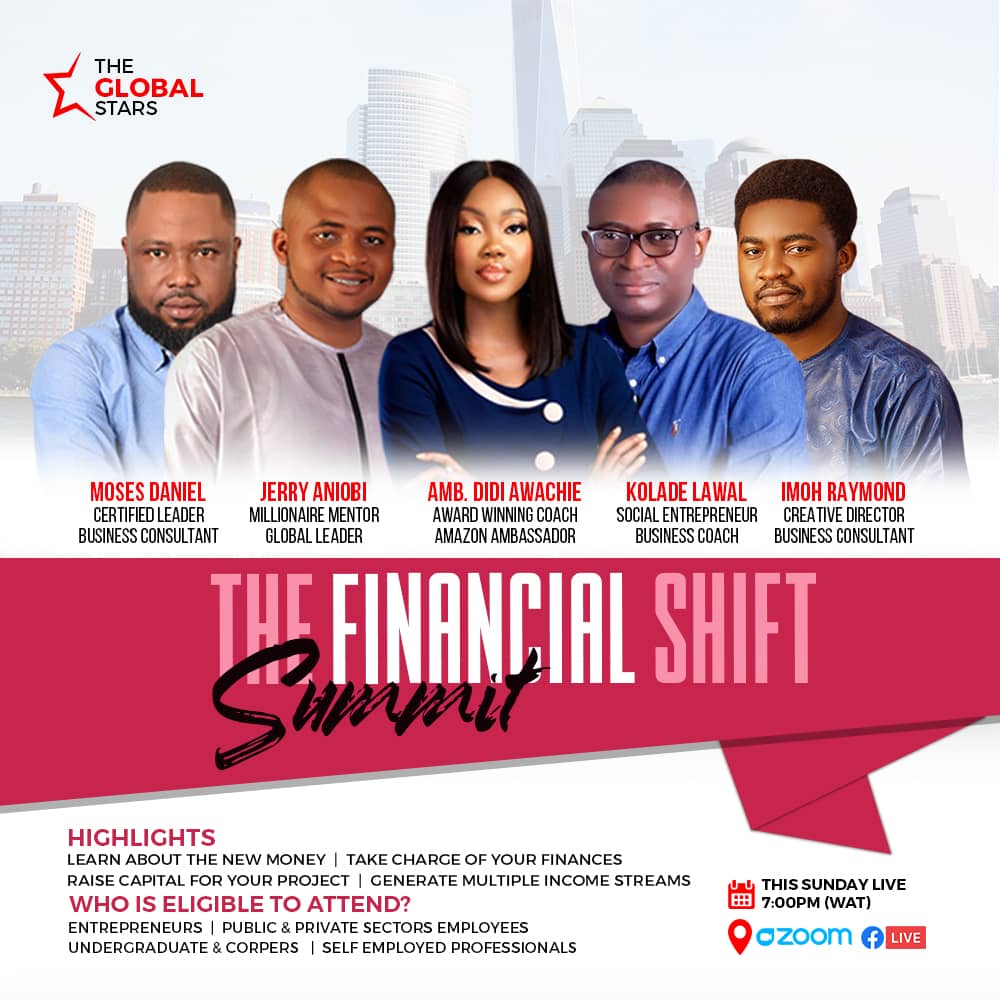 THE
GLOBAL
STARS
MOSES DANIEL
CERTIFIED LEADER
BUSINESS CONSULTANT
JERRY ANIOBI
MILLIONAIRE MENTOR
GLOBAL LEADER
AMB. DIDI AWACHIE
AWARD WINNING COACH
AMAZON AMBASSADOR
KOLADE LAWAL
SOCIAL ENTREPRENEUR
BUSINESS COACH
IMOH RAYMOND
CREATIVE DIRECTOR
BUSINESS CONSULTANT
THE FINANCIAL SHIFT
Summit
HIGHLIGHTS
LEARN ABOUT THE NEW MONEY | TAKE CHARGE OF YOUR FINANCES
RAISE CAPITAL FOR YOUR PROJECT | GENERATE MULTIPLE INCOME STREAMS
WHO IS ELIGIBLE TO ATTEND?
ENTREPRENEURS | PUBLIC & PRIVATE SECTORS EMPLOYEES
UNDERGRADUATE & CORPERS | SELF EMPLOYED PROFESSIONALS
THIS SUNDAY LIVE
7:00PM (WAT)
zoom f LIVE